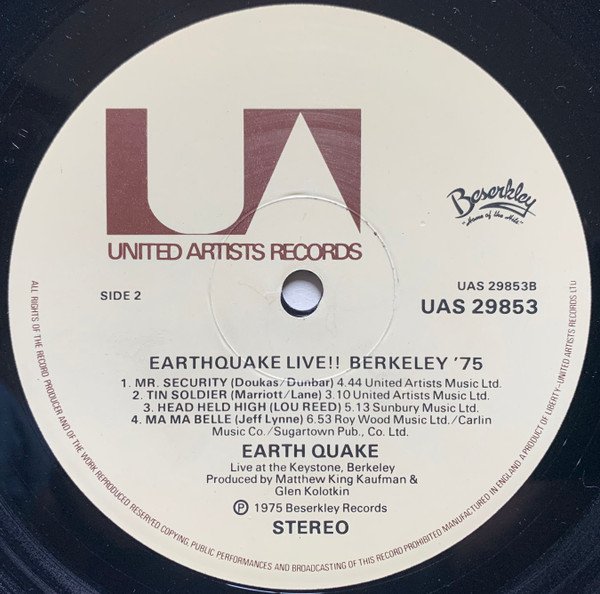 UA
UNITED ARTISTS RECORDS
Beserkley
"Home of the Hits"
SIDE 2
UAS 29853B
UAS 29853
EARTHQUAKE LIVE!! BERKELEY '75
1. MR. SECURITY (Doukas/Dunbar) 4.44 United Artists Music Ltd.
2. TIN SOLDIER (Marriott/Lane) 3.10 United Artists Music Ltd.
3. HEAD HELD HIGH (LOU REED) 5.13 Sunbury Music Ltd.
4. MA MA BELLE (Jeff Lynne) 6.53 Roy Wood Music Ltd./Carlin
Music Co./Sugartown Pub., Co. Ltd.
EARTH QUAKE
Live at the Keystone, Berkeley
Produced by Matthew King Kaufman &
Glen Kolotkin
Ⓟ 1975 Beserkley Records
STEREO
ALL RIGHTS OF THE RECORD PRODUCER AND OF THE WORK REPRODUCED RESERVED COPYING, PUBLIC PERFORMANCES AND BROADCASTING OF THIS RECORD PROHIBITED MANUFACTURED IN ENGLAND A PRODUCT OF LIBERTY–UNITED ARTISTS RECORDS LTD